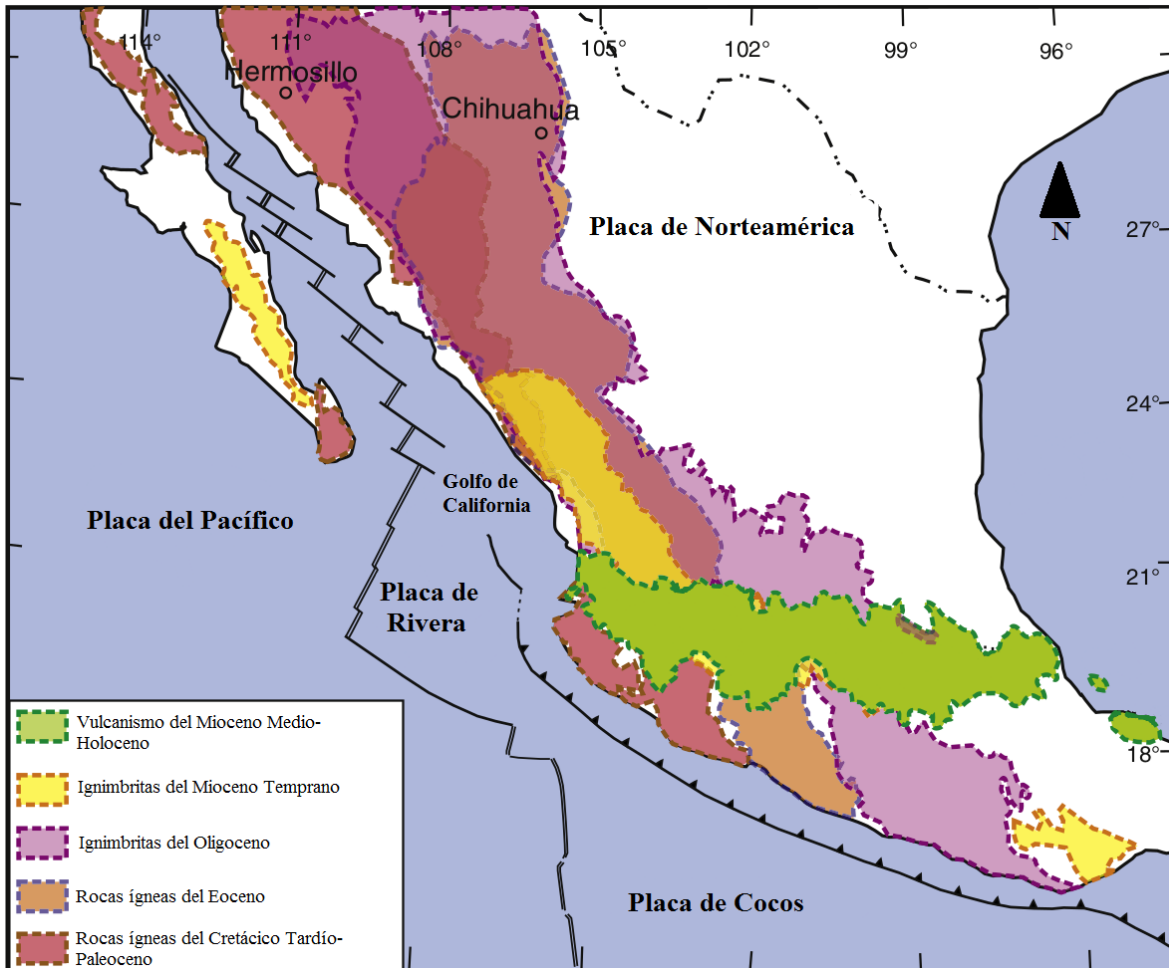 114°
111°
108°
105°
102°
99°
96°
Hermosillo
Chihuahua
N
Placa de Norteamérica
27°
24°
Golfo de
California
Placa del Pacífico
21°
Placa de
Rivera
18°
Placa de Cocos
Vulcanismo del Mioceno Medio-
Holoceno
Ignimbritas del Mioceno Temprano
Ignimbritas del Oligoceno
Rocas ígneas del Eoceno
Rocas ígneas del Cretácico Tardío-
Paleoceno